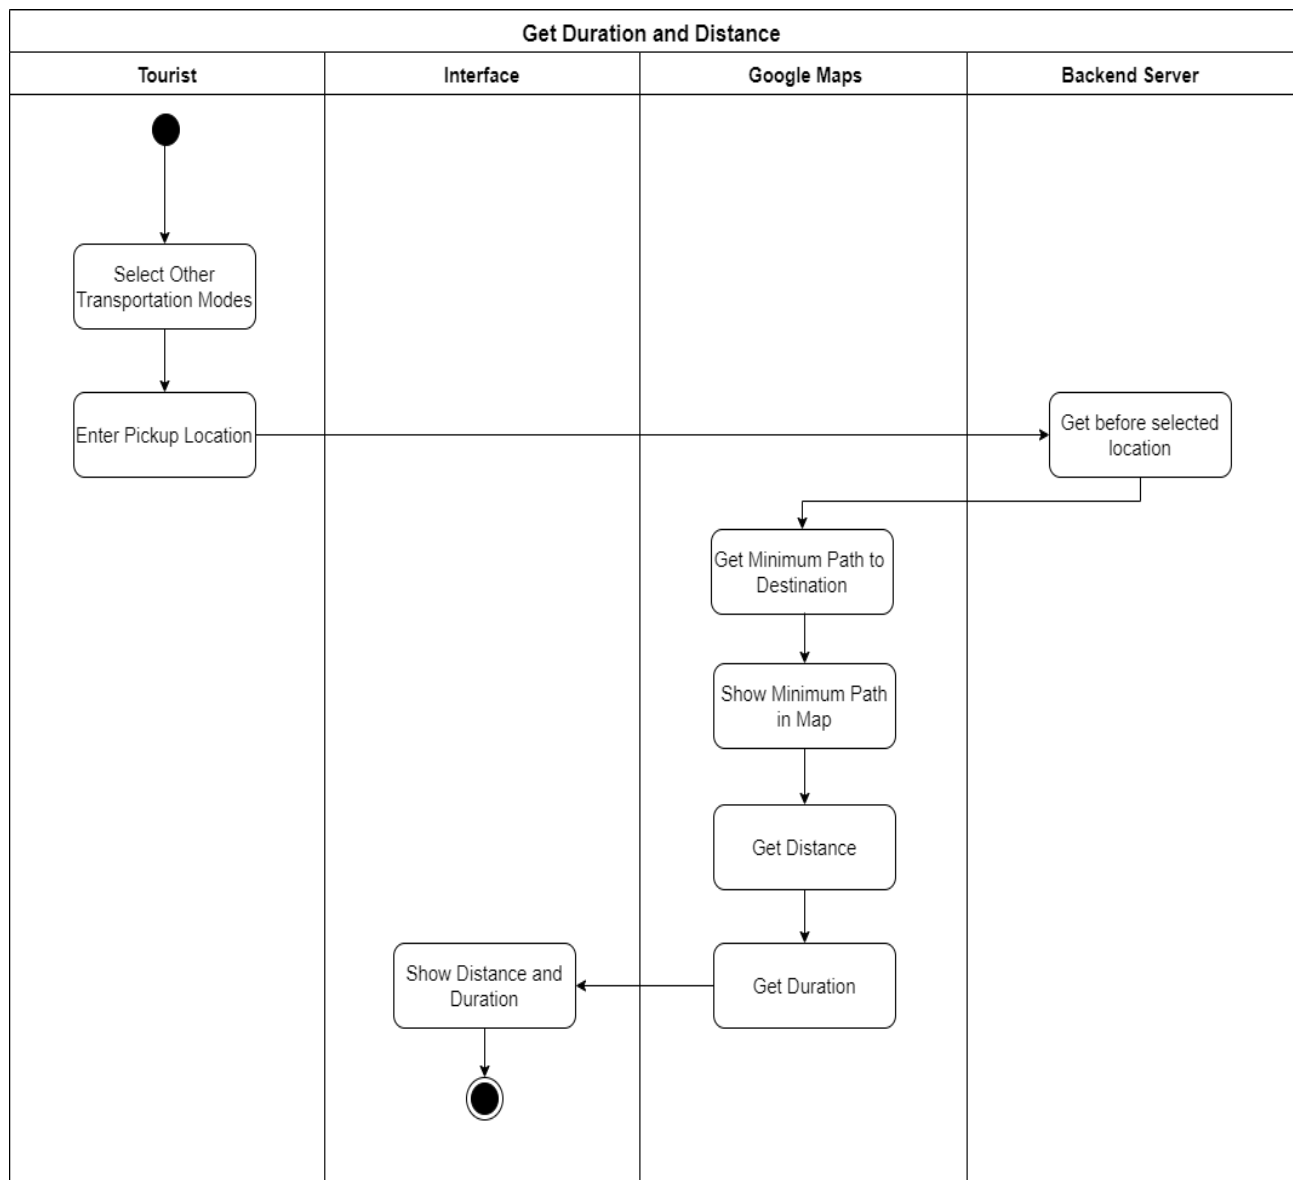 Get Duration and Distance
Tourist
Interface
Google Maps
Backend Server
Select Other
Transportation Modes
Enter Pickup Location
Get before selected
location
Get Minimum Path to
Destination
Show Minimum Path
in Map
Get Distance
Get Duration
Show Distance and
Duration